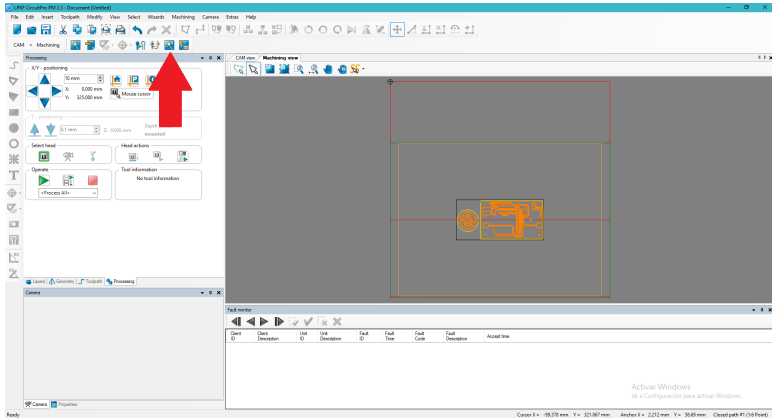 LPKF CircuitPro PM 2.3 - Document [Untitled]
File Edit Insert Toolpath Modify View Select Wizards Machining Camera Extras Help
CAM Machining
Processing
X/Y - positioning
10 mm
X: 0.000 mm
Y: 325.000 mm
Mouse cursor
Z - positioning
0.1 mm
Z: 0.000 mm
Depth
mounted
Select head
Head actions
Operate
Tool information
No tool information
<Process All>
Layers Geometry Toolpath Processing
Camera
Camera Properties
Ready
CAM view Machining view
Fault monitor
Client ID
Client Description
Unit ID
Unit Description
Fault ID
Fault Time
Fault Code
Fault Description
Accept time
Activar Windows
Ve a Configuración para activar Windows.
Cursor X = -99.378 mm Y = 321.067 mm Anchor X = 2.212 mm Y = 58.69 mm Closed path #1 (16 Point)